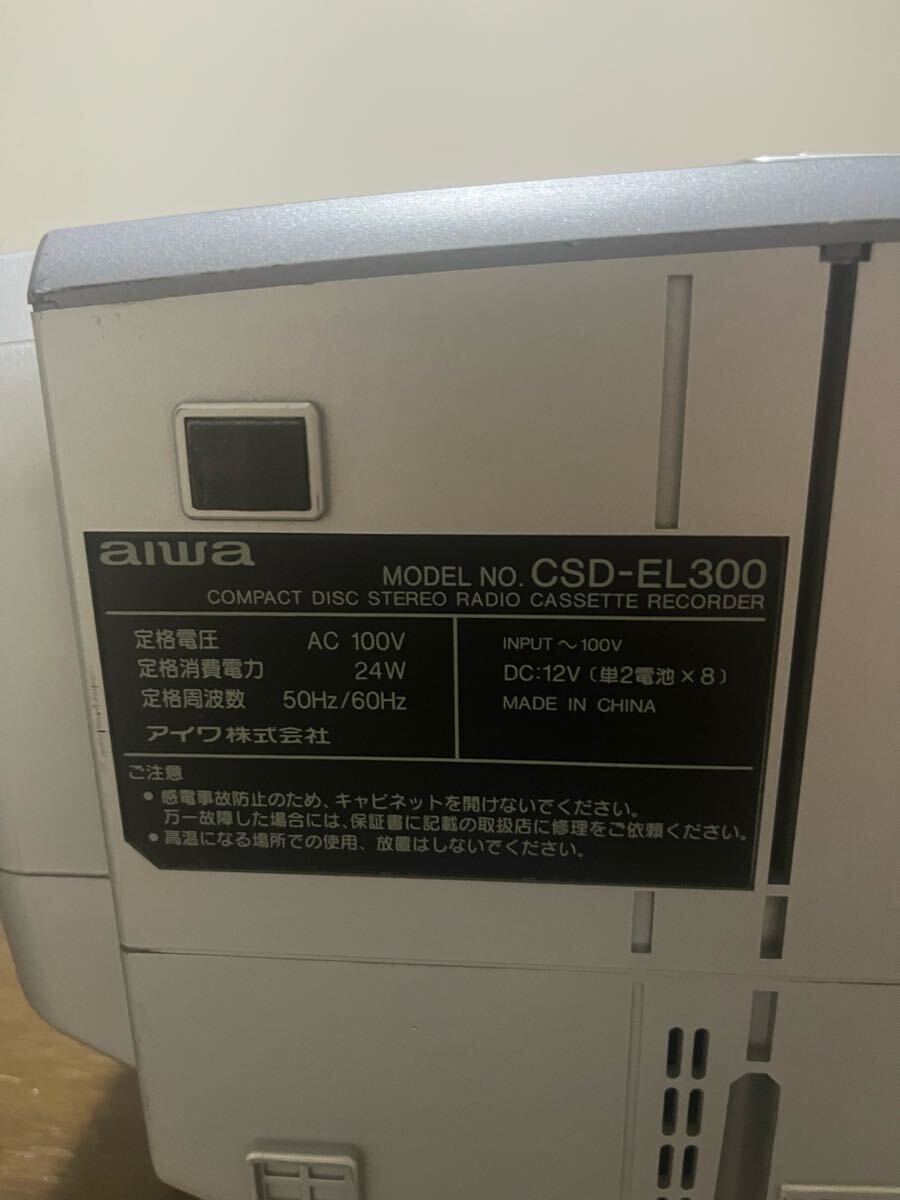 aiwa
MODEL NO. CSD-EL300
COMPACT DISC STEREO RADIO CASSETTE RECORDER
定格電圧 AC 100V
定格消費電力 24W
定格周波数 50Hz/60Hz
アイワ株式会社
INPUT ～100V
DC:12V (単2電池×8)
MADE IN CHINA
ご注意
● 感電事故防止のため、キャビネットを開けないでください。
万一故障した場合には、保証書に記載の取扱店に修理をご依頼ください。
● 高温になる場所での使用、放置はしないでください。